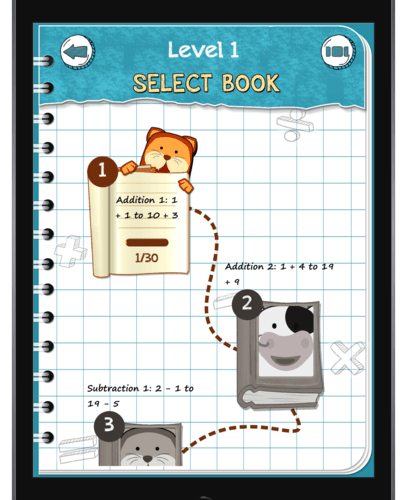 Level 1
SELECT BOOK
1
Addition 1: 1
+ 1 to 10 + 3
1/30
Addition 2: 1 + 4 to 19
+ 9
2
Subtraction 1: 2 - 1 to
19 - 5
3